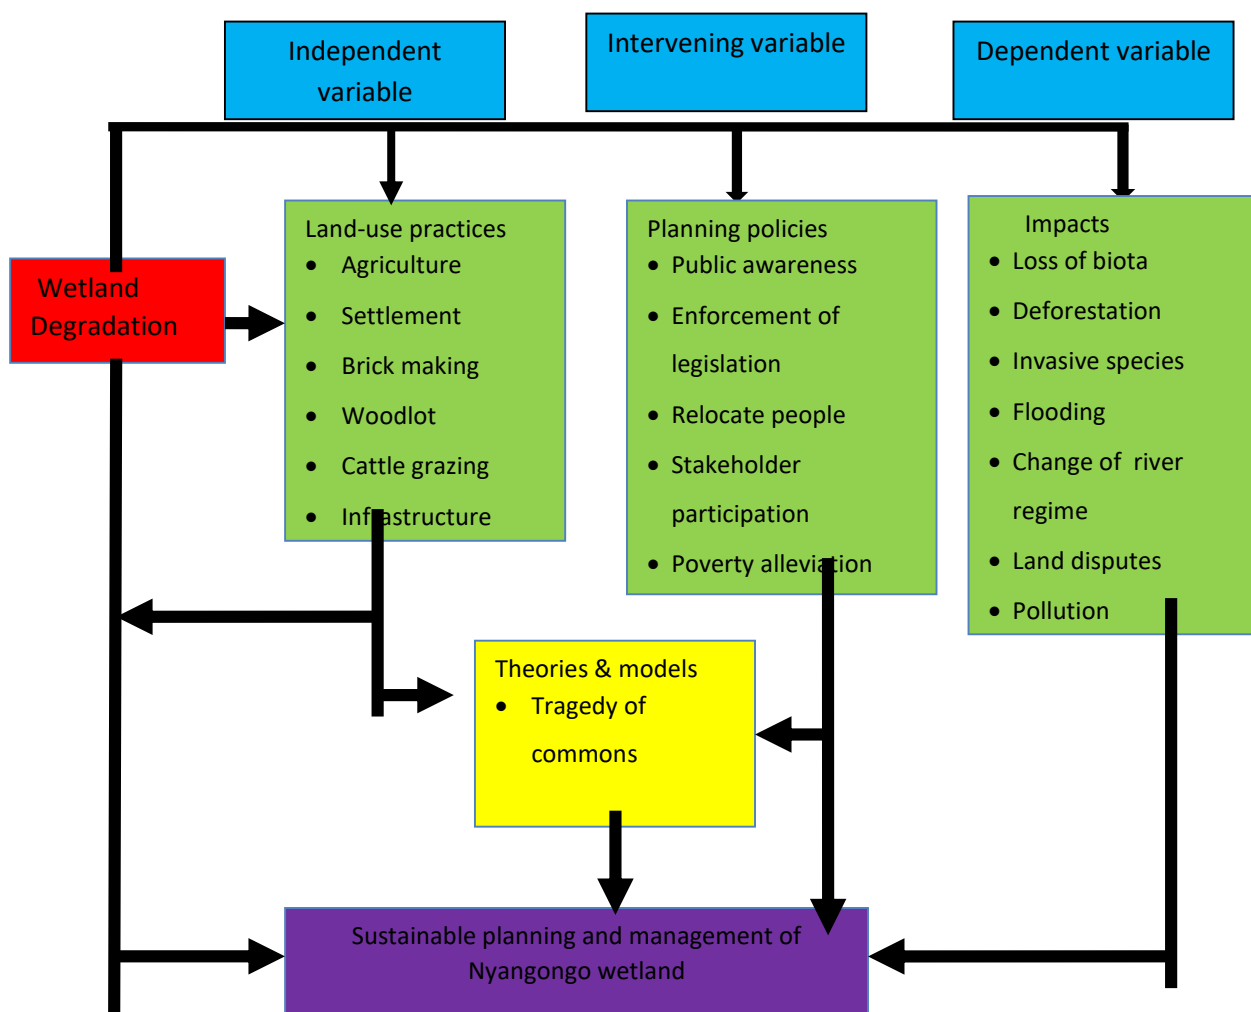 Independent
variable
Intervening variable
Dependent variable
Wetland
Degradation
Land-use practices
• Agriculture
• Settlement
• Brick making
• Woodlot
• Cattle grazing
• Infrastructure
Planning policies
• Public awareness
• Enforcement of
legislation
• Relocate people
• Stakeholder
participation
• Poverty alleviation
Impacts
• Loss of biota
• Deforestation
• Invasive species
• Flooding
• Change of river
regime
• Land disputes
• Pollution
Theories & models
• Tragedy of
commons
Sustainable planning and management of
Nyangongo wetland